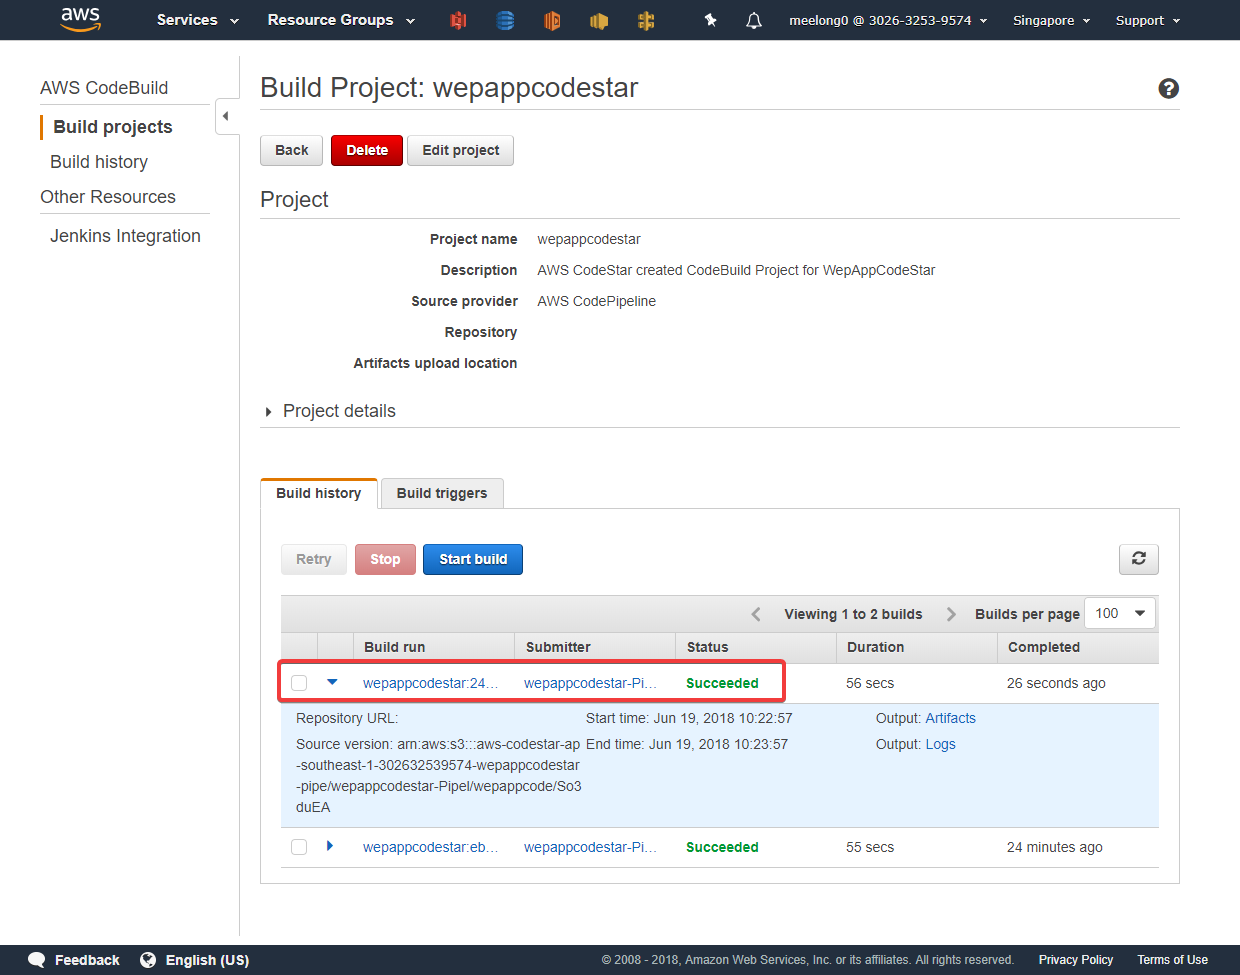 aws Services Resource Groups meelong0 @ 3026-3253-9574 Singapore Support
AWS CodeBuild
Build projects
Build history
Other Resources
Jenkins Integration
Build Project: wepappcodestar
Back Delete Edit project
Project
Project name wepappcodestar
Description AWS CodeStar created CodeBuild Project for WepAppCodeStar
Source provider AWS CodePipeline
Repository
Artifacts upload location
Project details
Build history Build triggers
Retry Stop Start build
Viewing 1 to 2 builds Builds per page 100
Build run Submitter Status Duration Completed
wepappcodestar:24... wepappcodestar-Pi... Succeeded 56 secs 26 seconds ago
Repository URL: Start time: Jun 19, 2018 10:22:57 Output: Artifacts
Source version: arn:aws:s3:::aws-codestar-ap End time: Jun 19, 2018 10:23:57 Output: Logs
-southeast-1-302632539574-wepappcodestar
-pipe/wepappcodestar-Pipel/wepappcode/So3
duEA
wepappcodestar:eb... wepappcodestar-Pi... Succeeded 55 secs 24 minutes ago
Feedback English (US) © 2008 - 2018, Amazon Web Services, Inc. or its affiliates. All rights reserved. Privacy Policy Terms of Use